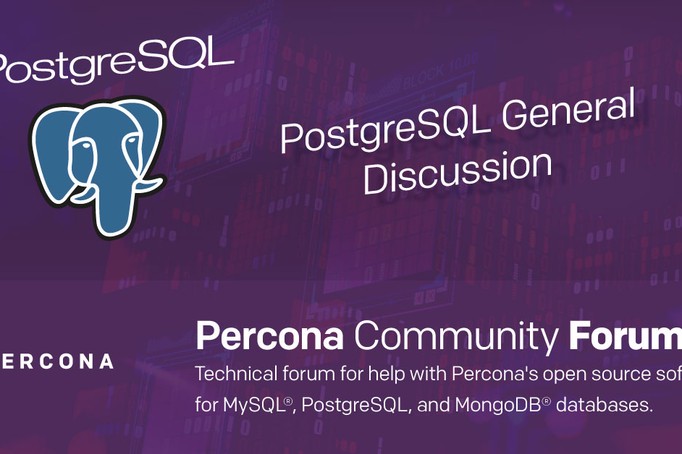 PostgreSQL
PostgreSQL General
Discussion
Percona Community Forum
PERCONA
Technical forum for help with Percona's open source sof
for MySQL®, PostgreSQL, and MongoDB® databases.